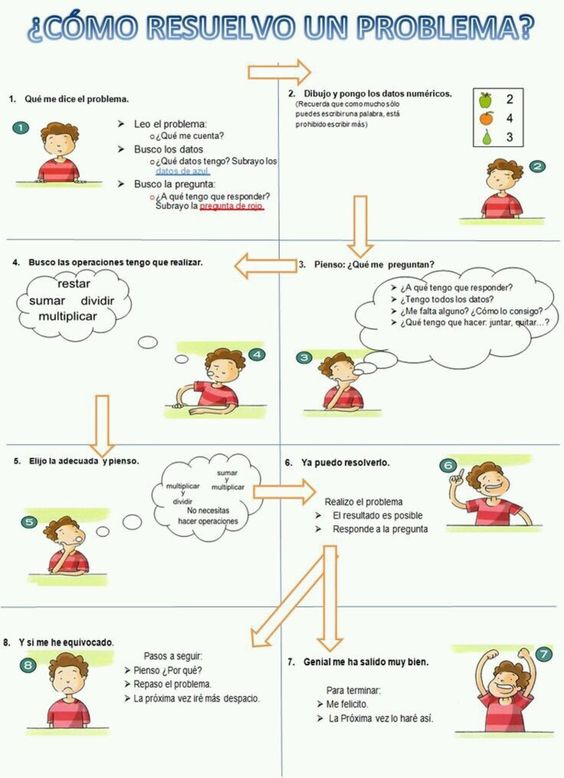 ¿CÓMO RESUELVO UN PROBLEMA?
1. Qué me dice el problema.
1
➢ Leo el problema:
o¿Qué me cuenta?
➢ Busco los datos
o¿Qué datos tengo? Subrayo los
datos de azul.
➢ Busco la pregunta:
o¿A qué tengo que responder?
Subrayo la pregunta de rojo.
2. Dibujo y pongo los datos numéricos.
(Recuerda que como mucho sólo
puedes escribir una palabra, está
prohibido escribir más)
2
4
3
2
3. Pienso: ¿Qué me preguntan?
➢ ¿A qué tengo que responder?
➢ ¿Tengo todos los datos?
➢ ¿Me falta alguno? ¿Cómo lo consigo?
➢ ¿Qué tengo que hacer: juntar, quitar...?
3
4. Busco las operaciones tengo que realizar.
restar
sumar dividir
multiplicar
4
5. Elijo la adecuada y pienso.
multiplicar
y
dividir
sumar
y
multiplicar
No necesitas
hacer operaciones
5
6. Ya puedo resolverlo.
6
Realizo el problema
➢ El resultado es posible
➢ Responde a la pregunta
7. Genial me ha salido muy bien.
7
Para terminar:
➢ Me felicito.
➢ La Próxima vez lo haré así.
8. Y si me he equivocado.
8
Pasos a seguir:
➢ Pienso ¿Por qué?
➢ Repaso el problema.
➢ La próxima vez iré más despacio.